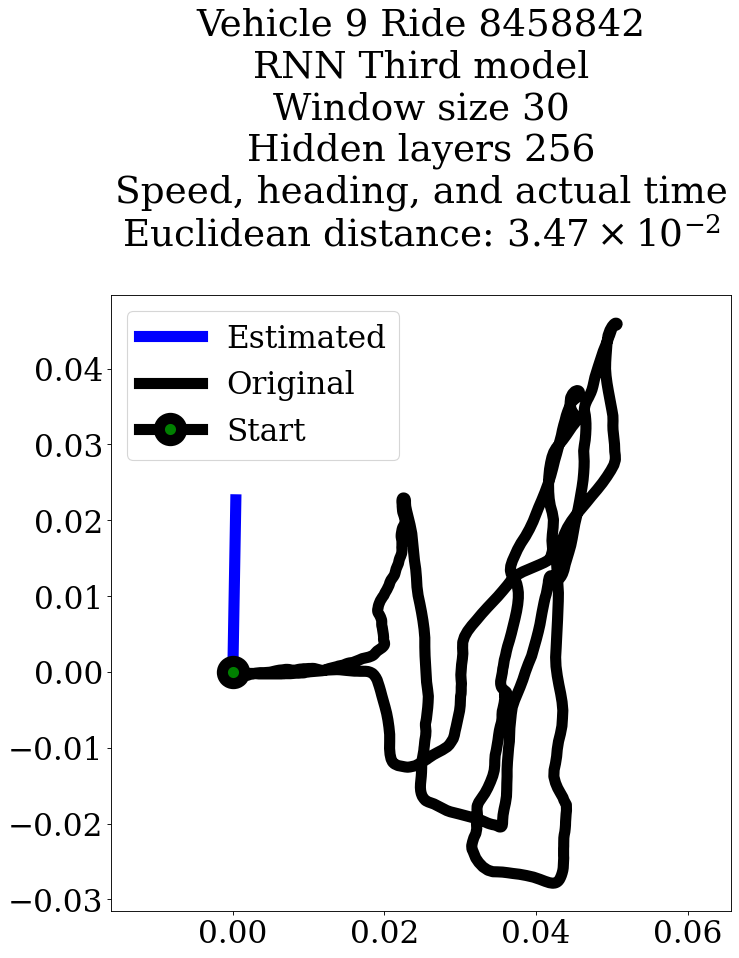 Vehicle 9 Ride 8458842
RNN Third model
Window size 30
Hidden layers 256
Speed, heading, and actual time
Euclidean distance: 3.47 × 10⁻²
Estimated
Original
Start
0.04
0.03
0.02
0.01
0.00
−0.01
−0.02
−0.03
0.00 0.02 0.04 0.06